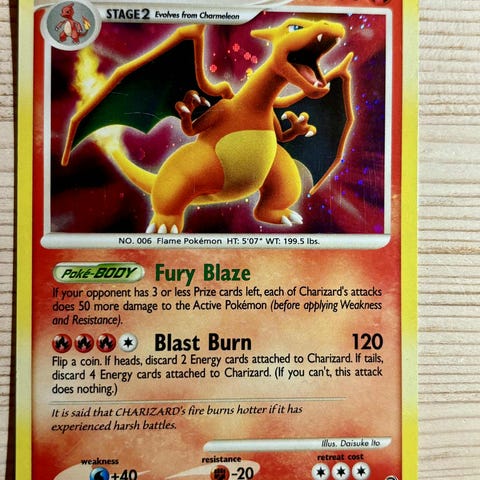 STAGE 2 Evolves from Charmeleon
NO. 006 Flame Pokémon HT: 5'07" WT: 199.5 lbs.
Poké-BODY Fury Blaze
If your opponent has 3 or less Prize cards left, each of Charizard's attacks
does 50 more damage to the Active Pokémon (before applying Weakness
and Resistance).
Blast Burn 120
Flip a coin. If heads, discard 2 Energy cards attached to Charizard. If tails,
discard 4 Energy cards attached to Charizard. (If you can't, this attack
does nothing.)
It is said that CHARIZARD's fire burns hotter if it has
experienced harsh battles.
Illus. Daisuke Ito
weakness resistance retreat cost
+40 -20